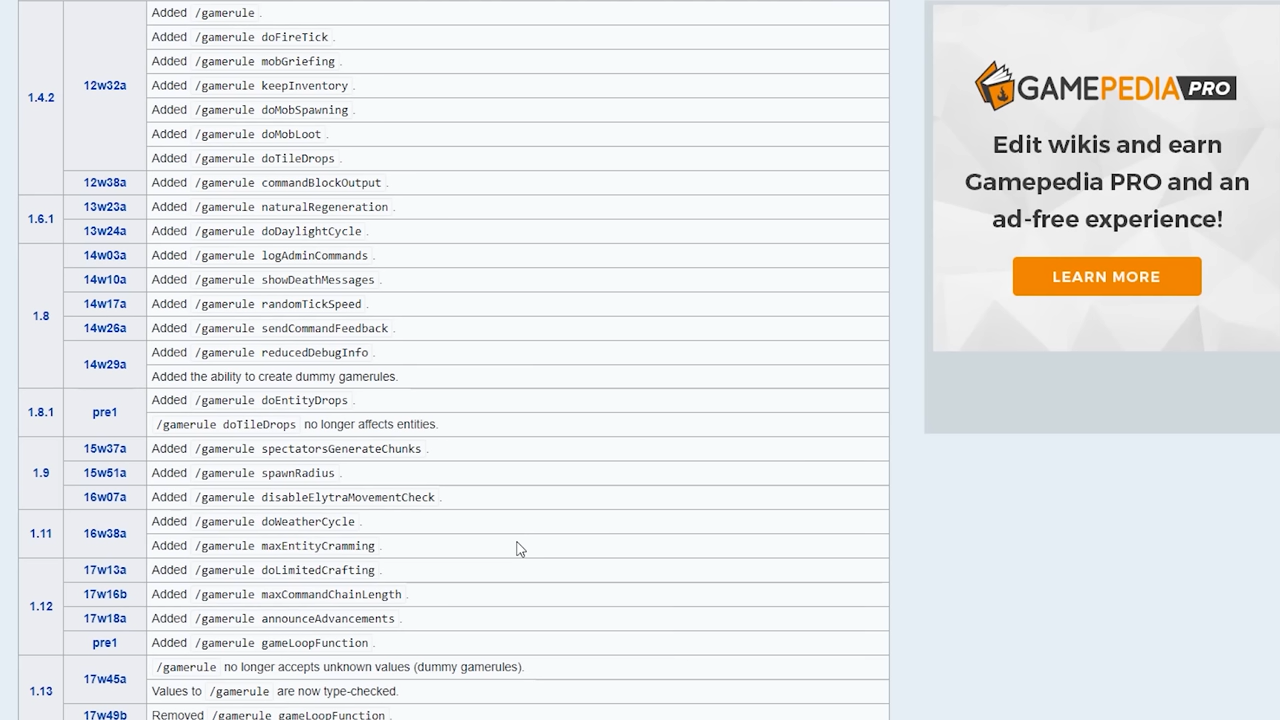 1.4.2
12w32a
Added /gamerule .
Added /gamerule doFireTick .
Added /gamerule mobGriefing .
Added /gamerule keepInventory .
Added /gamerule doMobSpawning .
Added /gamerule doMobLoot .
Added /gamerule doTileDrops .
12w38a Added /gamerule commandBlockOutput .
1.6.1
13w23a Added /gamerule naturalRegeneration .
13w24a Added /gamerule doDaylightCycle .
1.8
14w03a Added /gamerule logAdminCommands .
14w10a Added /gamerule showDeathMessages .
14w17a Added /gamerule randomTickSpeed .
14w26a Added /gamerule sendCommandFeedback .
14w29a
Added /gamerule reducedDebugInfo .
Added the ability to create dummy gamerules.
1.8.1
pre1
Added /gamerule doEntityDrops .
/gamerule doTileDrops no longer affects entities.
1.9
15w37a Added /gamerule spectatorsGenerateChunks .
15w51a Added /gamerule spawnRadius .
16w07a Added /gamerule disableElytraMovementCheck .
1.11
16w38a
Added /gamerule doWeatherCycle .
Added /gamerule maxEntityCramming .
1.12
17w13a Added /gamerule doLimitedCrafting .
17w16b Added /gamerule maxCommandChainLength .
17w18a Added /gamerule announceAdvancements .
pre1 Added /gamerule gameLoopFunction .
1.13
17w45a
/gamerule no longer accepts unknown values (dummy gamerules).
Values to /gamerule are now type-checked.
17w49b Removed /gamerule gameLoopFunction .
GAMEPEDIA PRO
Edit wikis and earn
Gamepedia PRO and an
ad-free experience!
LEARN MORE